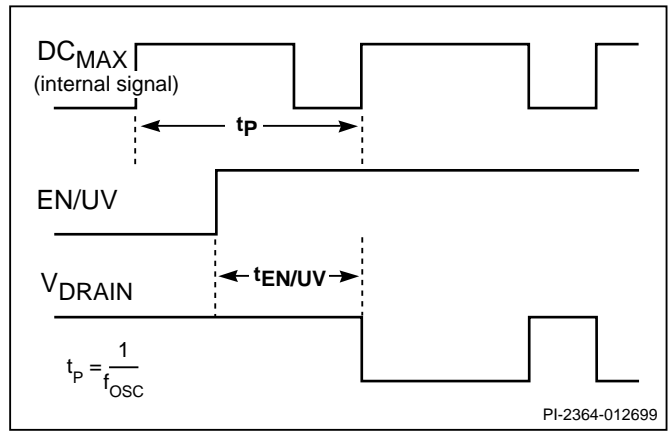 DCMAX
(internal signal)
tP
EN/UV
tEN/UV
VDRAIN
tP = 1
fOSC
PI-2364-012699